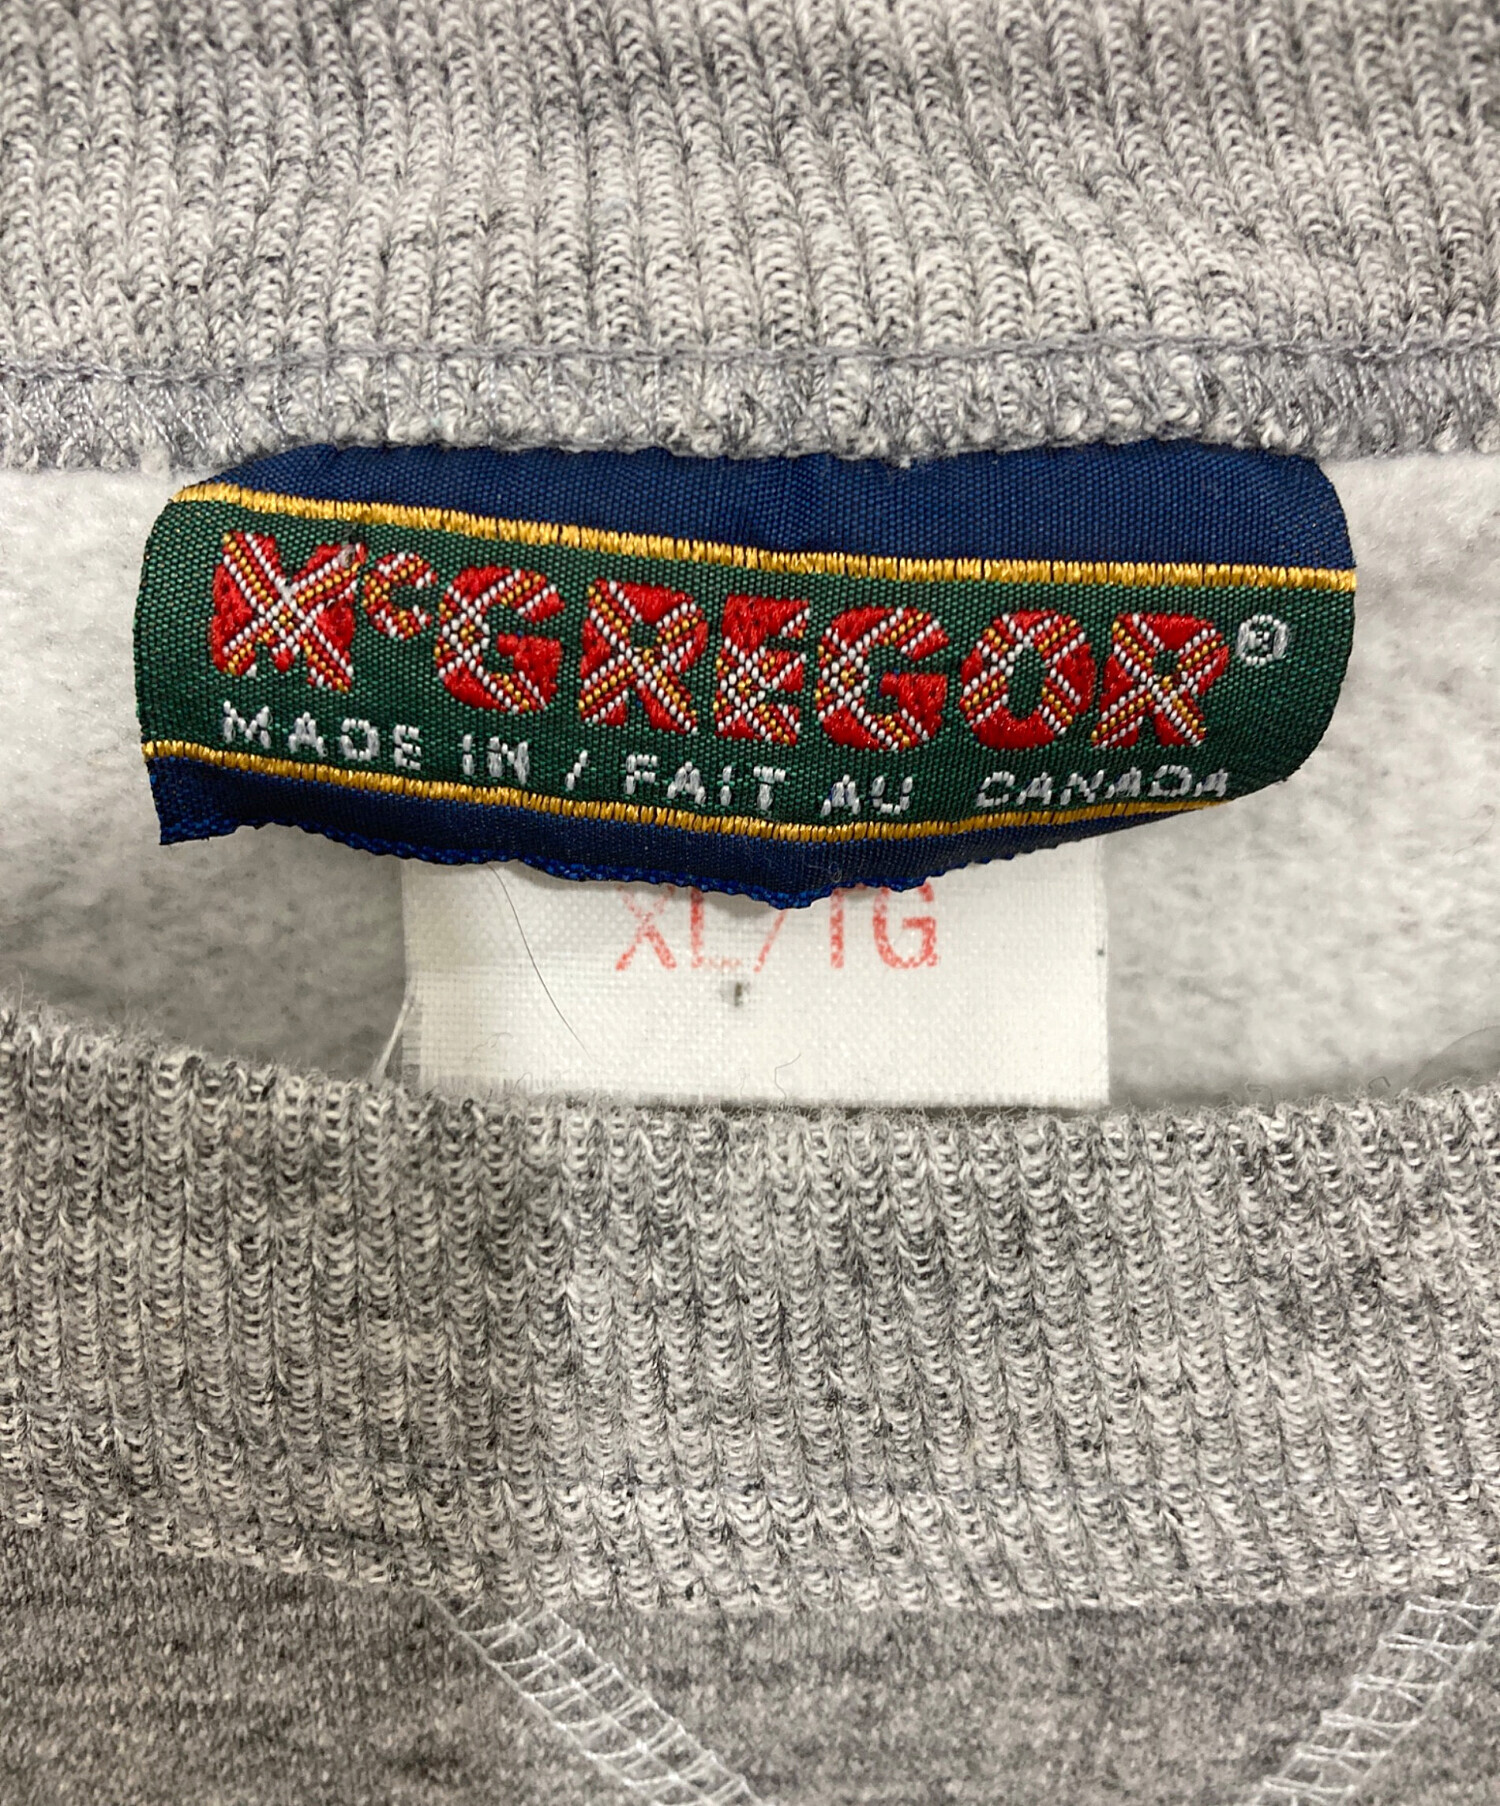 McGREGOR®
MADE IN / FAIT AU CANADA
XL/TG